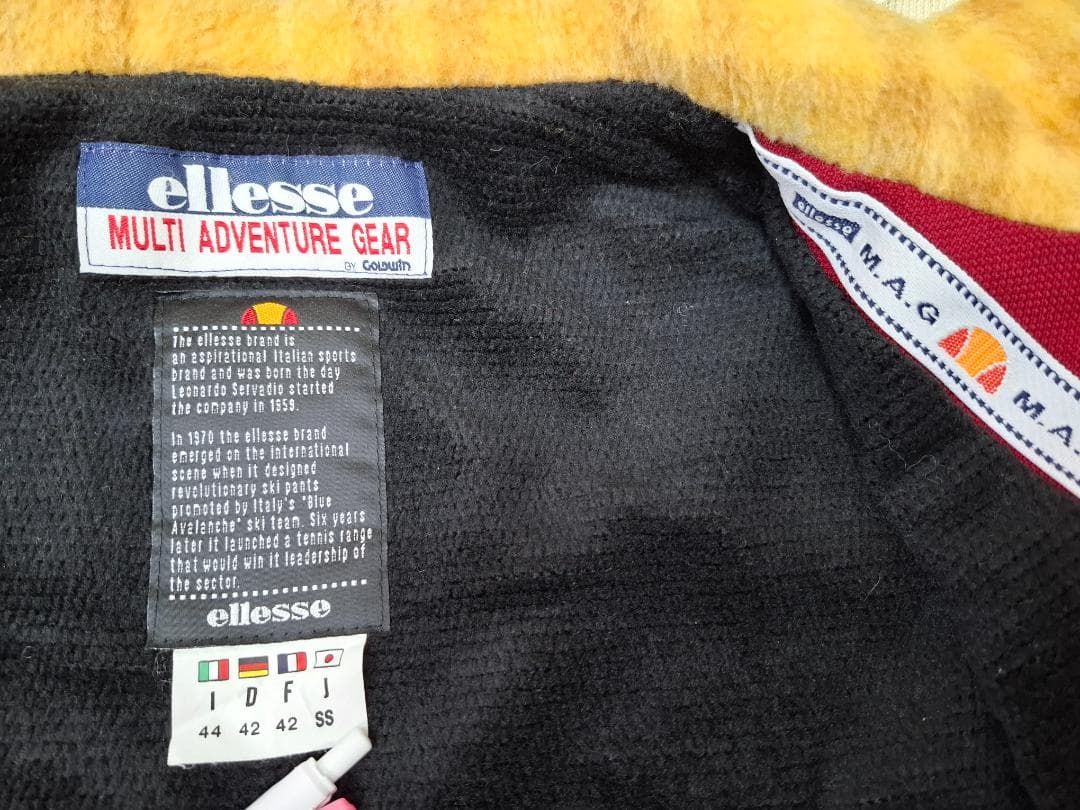 ellesse
MULTI ADVENTURE GEAR
BY GOLDWIN
The ellesse brand is
an aspirational Italian sports
brand and was born the day
Leonardo Servadio started
the company in 1959.
In 1970 the ellesse brand
emerged on the international
scene when it designed
revolutionary ski pants
promoted by Italy's "Blue
Avalanche" ski team. Six years
later it launched a tennis range
that would win it leadership of
the sector.
ellesse
I D F J
44 42 42 SS
ellesse M.A.G M.A.